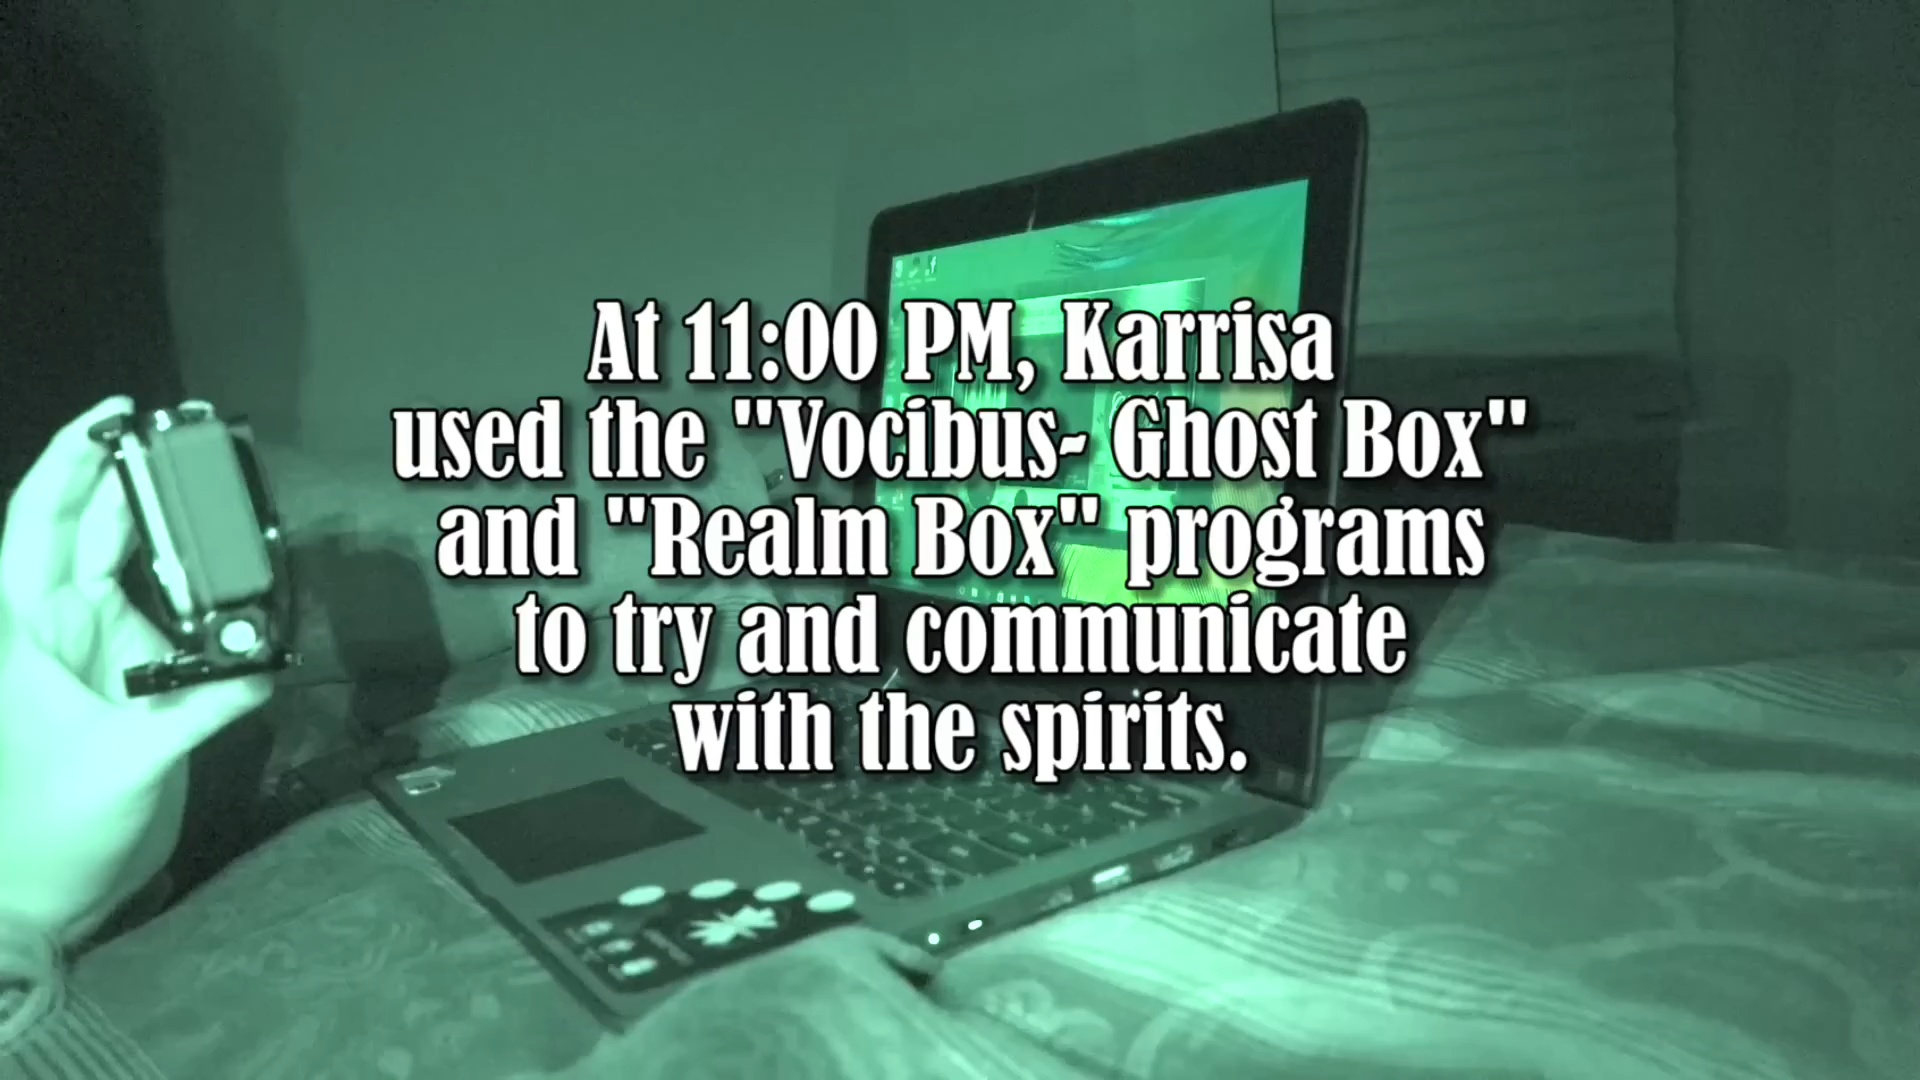 At 11:00 PM, Karrisa
used the "Vocibus- Ghost Box"
and "Realm Box" programs
to try and communicate
with the spirits.